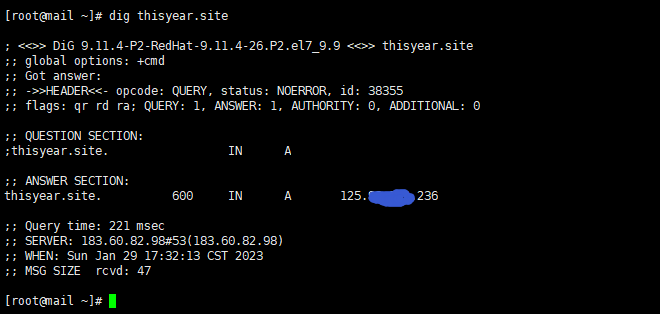 [root@mail ~]# dig thisyear.site
; <<>> DiG 9.11.4-P2-RedHat-9.11.4-26.P2.el7_9.9 <<>> thisyear.site
;; global options: +cmd
;; Got answer:
;; ->>HEADER<<- opcode: QUERY, status: NOERROR, id: 38355
;; flags: qr rd ra; QUERY: 1, ANSWER: 1, AUTHORITY: 0, ADDITIONAL: 0
;; QUESTION SECTION:
;thisyear.site. IN A
;; ANSWER SECTION:
thisyear.site. 600 IN A 125. 236
;; Query time: 221 msec
;; SERVER: 183.60.82.98#53(183.60.82.98)
;; WHEN: Sun Jan 29 17:32:13 CST 2023
;; MSG SIZE rcvd: 47
[root@mail ~]#